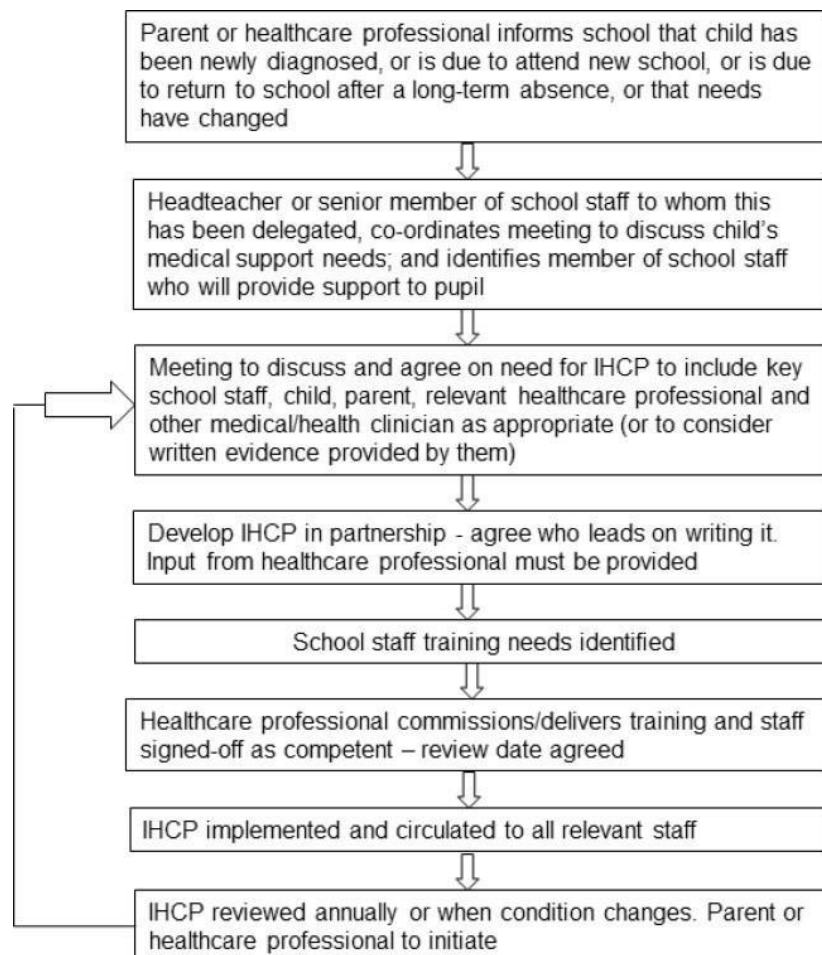 Parent or healthcare professional informs school that child has
been newly diagnosed, or is due to attend new school, or is due
to return to school after a long-term absence, or that needs
have changed
Headteacher or senior member of school staff to whom this
has been delegated, co-ordinates meeting to discuss child's
medical support needs; and identifies member of school staff
who will provide support to pupil
Meeting to discuss and agree on need for IHCP to include key
school staff, child, parent, relevant healthcare professional and
other medical/health clinician as appropriate (or to consider
written evidence provided by them)
Develop IHCP in partnership - agree who leads on writing it.
Input from healthcare professional must be provided
School staff training needs identified
Healthcare professional commissions/delivers training and staff
signed-off as competent – review date agreed
IHCP implemented and circulated to all relevant staff
IHCP reviewed annually or when condition changes. Parent or
healthcare professional to initiate